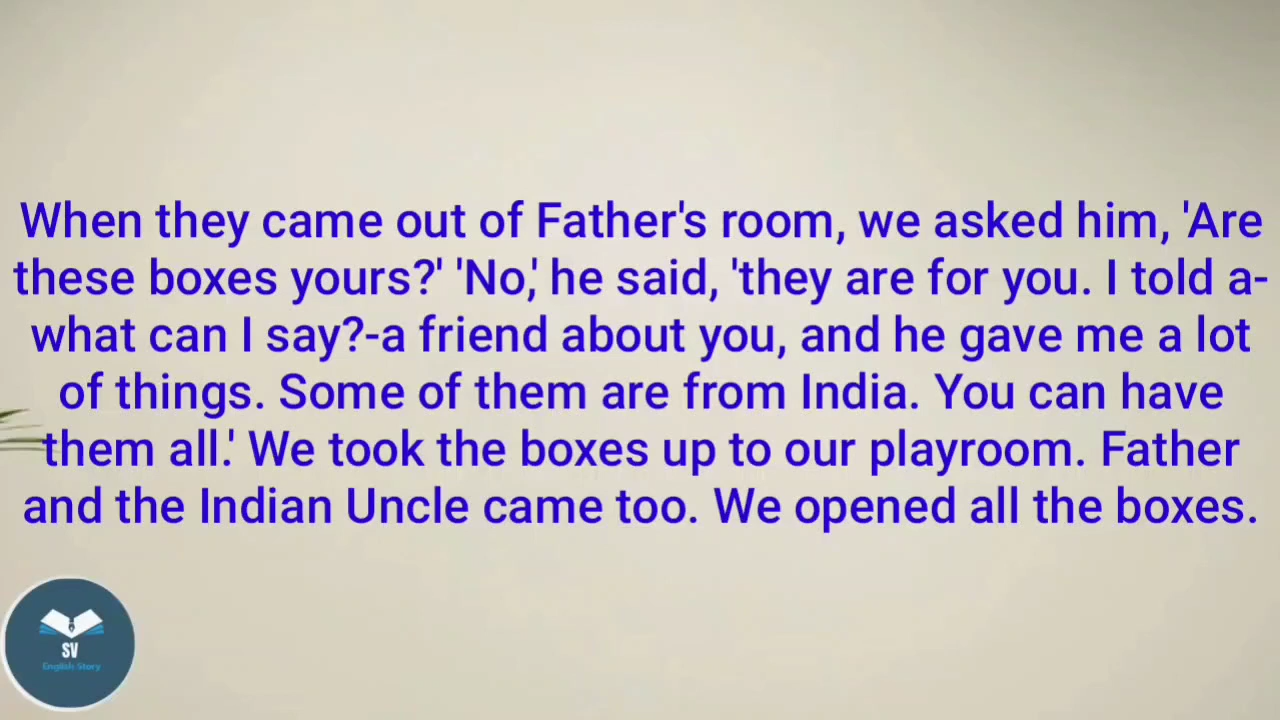 When they came out of Father's room, we asked him, 'Are
these boxes yours?' 'No,' he said, 'they are for you. I told a-
what can I say?-a friend about you, and he gave me a lot
of things. Some of them are from India. You can have
them all.' We took the boxes up to our playroom. Father
and the Indian Uncle came too. We opened all the boxes.
SV
English Story